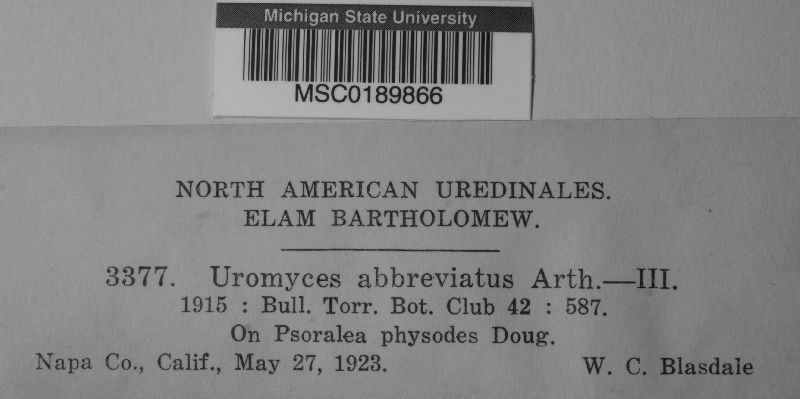 Michigan State University
MSC0189866
NORTH AMERICAN UREDINALES.
ELAM BARTHOLOMEW.
3377. Uromyces abbreviatus Arth.—III.
1915 : Bull. Torr. Bot. Club 42 : 587.
On Psoralea physodes Doug.
Napa Co., Calif., May 27, 1923. W. C. Blasdale